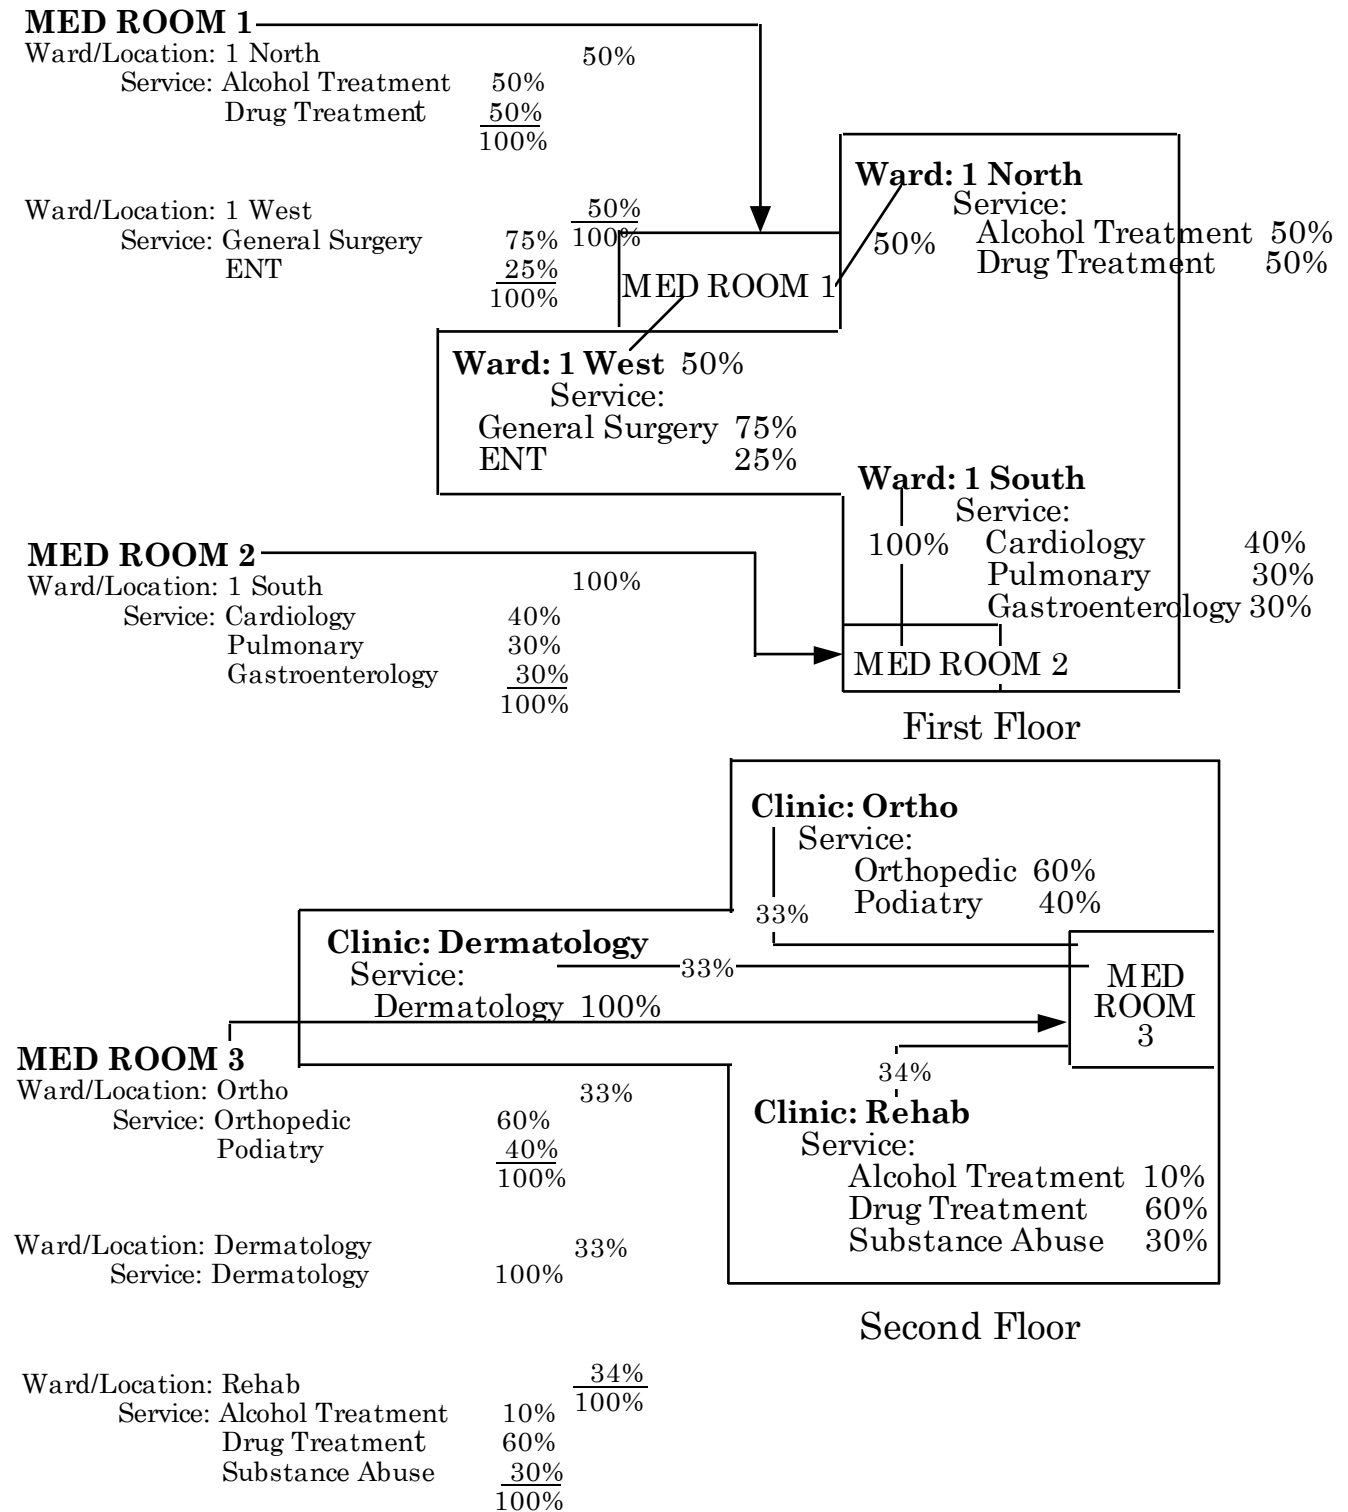 MED ROOM 1
Ward/Location: 1 North 50%
Service: Alcohol Treatment 50%
Drug Treatment 50%
100%
Ward/Location: 1 West 50%
100%
Service: General Surgery 75%
ENT 25%
100%
MED ROOM 1
Ward: 1 North
Service:
50% Alcohol Treatment 50%
Drug Treatment 50%
Ward: 1 West 50%
Service:
General Surgery 75%
ENT 25%
Ward: 1 South
Service:
100% Cardiology 40%
Pulmonary 30%
Gastroenterology 30%
MED ROOM 2
MED ROOM 2
Ward/Location: 1 South 100%
Service: Cardiology 40%
Pulmonary 30%
Gastroenterology 30%
100%
First Floor
Clinic: Ortho
Service:
Orthopedic 60%
Podiatry 40%
33%
Clinic: Dermatology
Service:
33%
Dermatology 100%
MED
ROOM
3
34%
Clinic: Rehab
Service:
Alcohol Treatment 10%
Drug Treatment 60%
Substance Abuse 30%
Second Floor
MED ROOM 3
Ward/Location: Ortho 33%
Service: Orthopedic 60%
Podiatry 40%
100%
Ward/Location: Dermatology 33%
Service: Dermatology 100%
Ward/Location: Rehab 34%
100%
Service: Alcohol Treatment 10%
Drug Treatment 60%
Substance Abuse 30%
100%